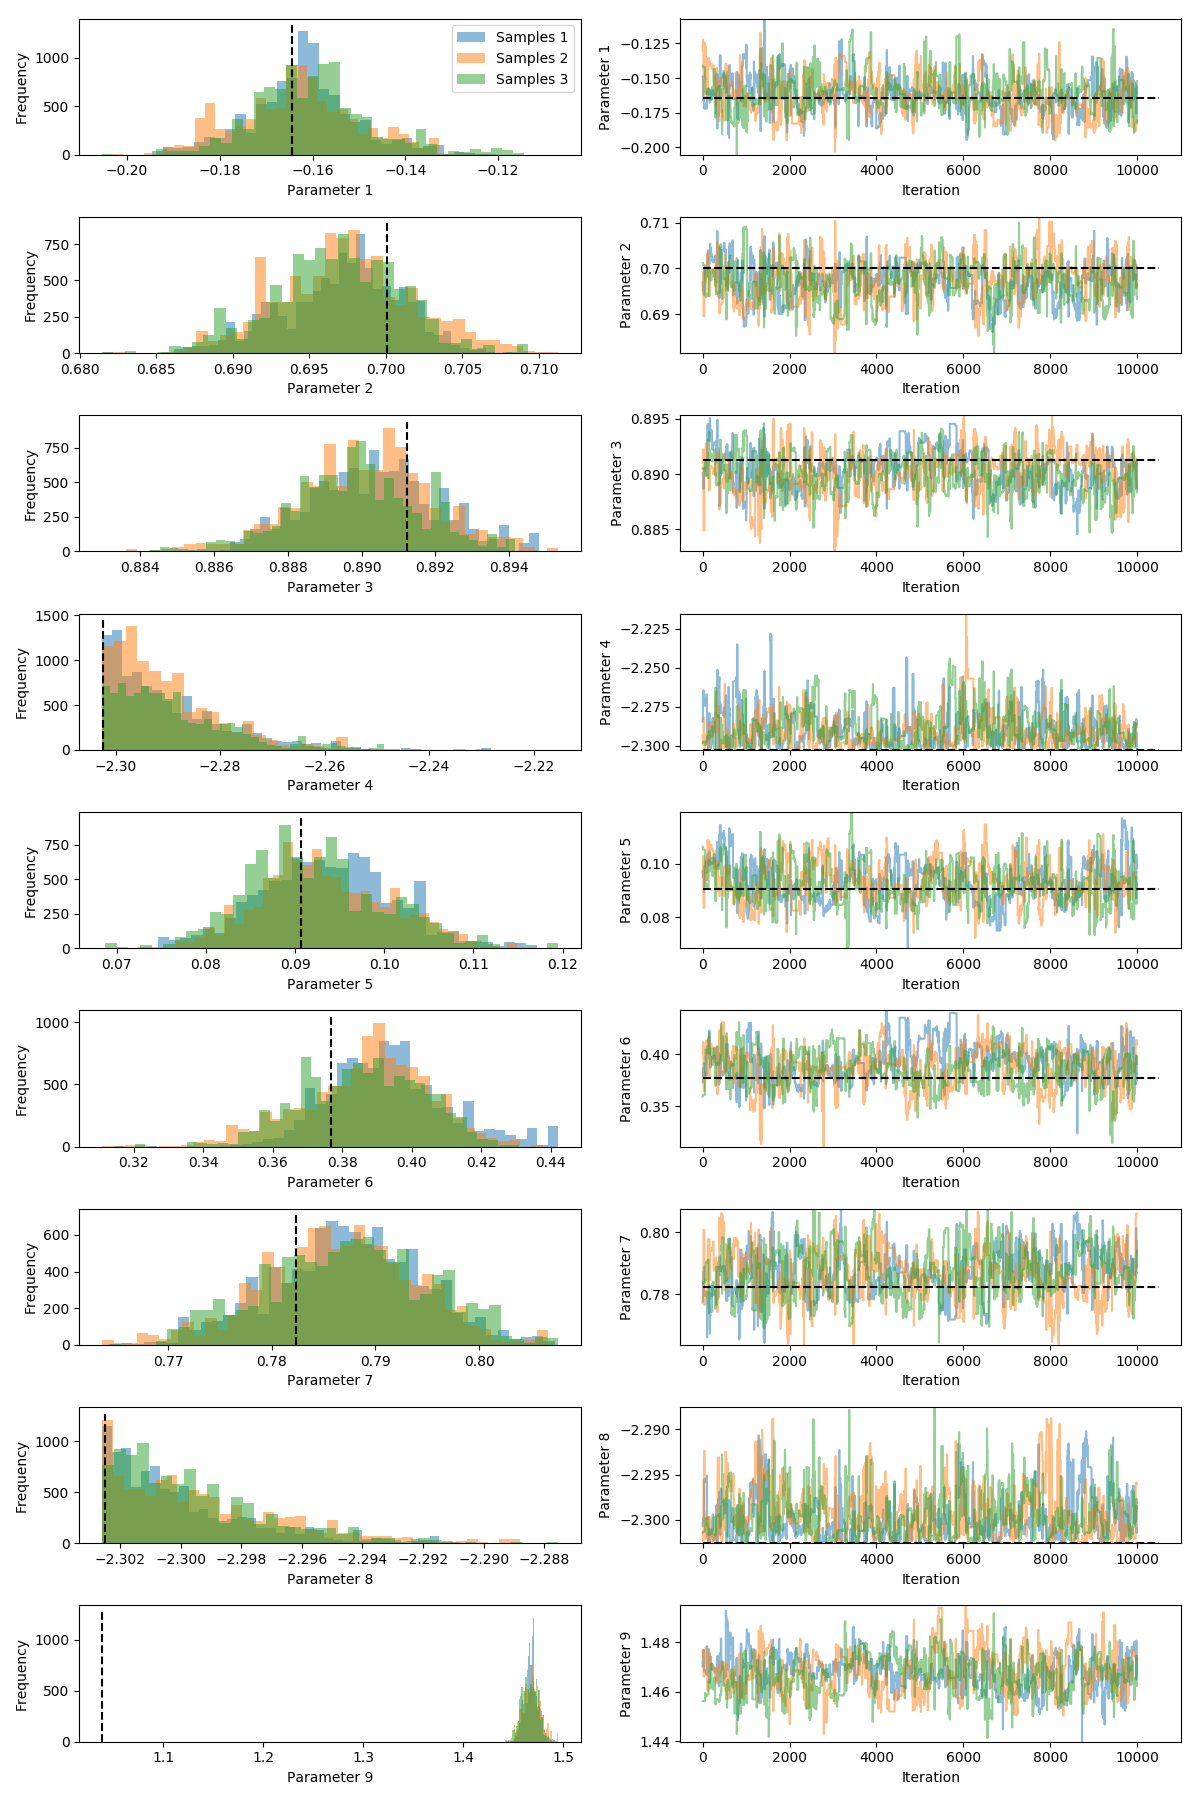 Samples 1
Samples 2
Samples 3
Frequency
1000
500
0
−0.20 −0.18 −0.16 −0.14 −0.12
Parameter 1
Parameter 1
−0.125
−0.150
−0.175
−0.200
0 2000 4000 6000 8000 10000
Iteration
Frequency
750
500
250
0
0.680 0.685 0.690 0.695 0.700 0.705 0.710
Parameter 2
Parameter 2
0.71
0.70
0.69
0 2000 4000 6000 8000 10000
Iteration
Frequency
750
500
250
0
0.884 0.886 0.888 0.890 0.892 0.894
Parameter 3
Parameter 3
0.895
0.890
0.885
0 2000 4000 6000 8000 10000
Iteration
Frequency
1500
1000
500
0
−2.30 −2.28 −2.26 −2.24 −2.22
Parameter 4
Parameter 4
−2.225
−2.250
−2.275
−2.300
0 2000 4000 6000 8000 10000
Iteration
Frequency
750
500
250
0
0.07 0.08 0.09 0.10 0.11 0.12
Parameter 5
Parameter 5
0.10
0.08
0 2000 4000 6000 8000 10000
Iteration
Frequency
1000
500
0
0.32 0.34 0.36 0.38 0.40 0.42 0.44
Parameter 6
Parameter 6
0.40
0.35
0 2000 4000 6000 8000 10000
Iteration
Frequency
600
400
200
0
0.77 0.78 0.79 0.80
Parameter 7
Parameter 7
0.80
0.78
0 2000 4000 6000 8000 10000
Iteration
Frequency
1000
500
0
−2.302 −2.300 −2.298 −2.296 −2.294 −2.292 −2.290 −2.288
Parameter 8
Parameter 8
−2.290
−2.295
−2.300
0 2000 4000 6000 8000 10000
Iteration
Frequency
1000
500
0
1.1 1.2 1.3 1.4 1.5
Parameter 9
Parameter 9
1.48
1.46
1.44
0 2000 4000 6000 8000 10000
Iteration